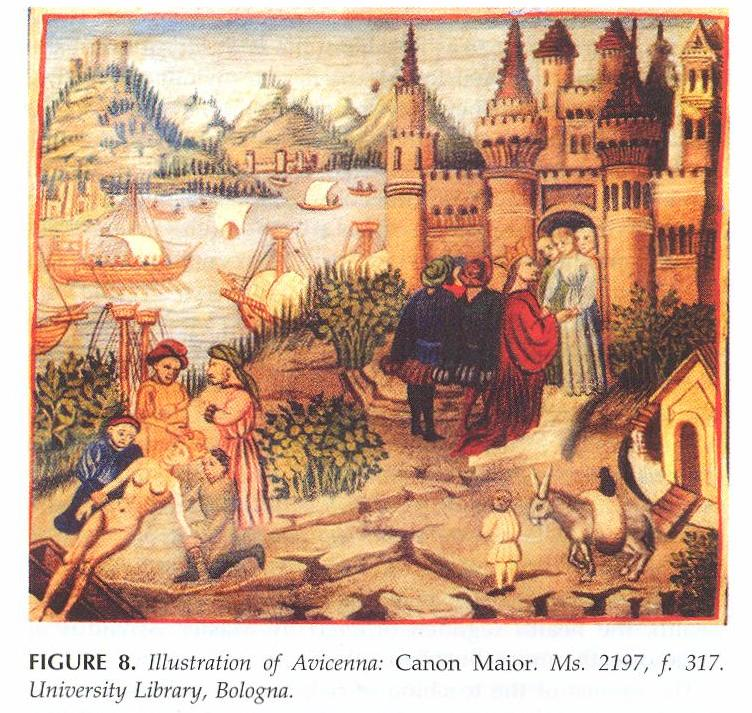 FIGURE 8. Illustration of Avicenna: Canon Maior. Ms. 2197, f. 317.
University Library, Bologna.